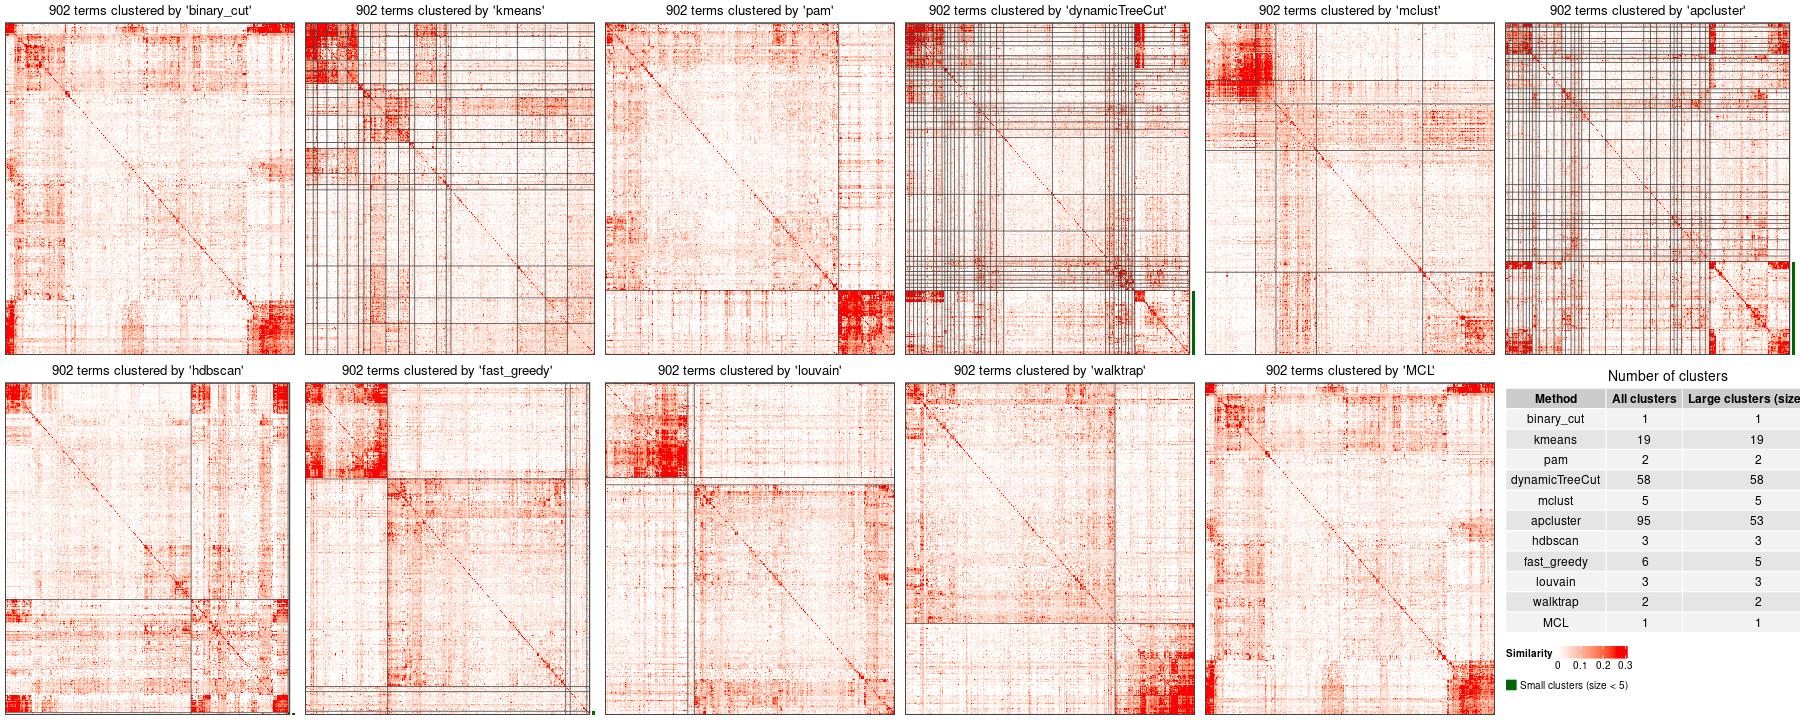 902 terms clustered by 'binary_cut'
902 terms clustered by 'kmeans'
902 terms clustered by 'pam'
902 terms clustered by 'dynamicTreeCut'
902 terms clustered by 'mclust'
902 terms clustered by 'apcluster'
902 terms clustered by 'hdbscan'
902 terms clustered by 'fast_greedy'
902 terms clustered by 'louvain'
902 terms clustered by 'walktrap'
902 terms clustered by 'MCL'
Number of clusters
Method All clusters Large clusters (size
binary_cut 1 1
kmeans 19 19
pam 2 2
dynamicTreeCut 58 58
mclust 5 5
apcluster 95 53
hdbscan 3 3
fast_greedy 6 5
louvain 3 3
walktrap 2 2
MCL 1 1
Similarity
0 0.1 0.2 0.3
Small clusters (size < 5)